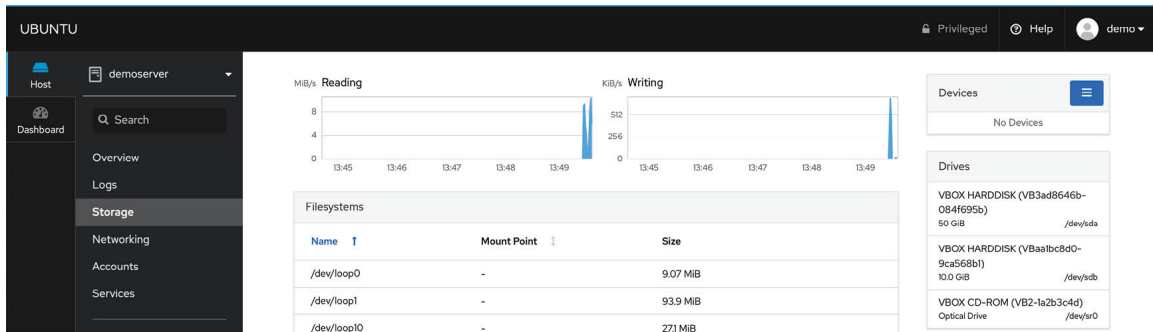 UBUNTU
Privileged
Help
demo
Host
Dashboard
demoserver
Search
Overview
Logs
Storage
Networking
Accounts
Services
MiB/s Reading
8
4
0
13:45 13:46 13:47 13:48 13:49
KiB/s Writing
512
256
0
13:45 13:46 13:47 13:48 13:49
Filesystems
Name Mount Point Size
/dev/loop0 - 9.07 MiB
/dev/loop1 - 93.9 MiB
/dev/loop10 - 27.1 MiB
Devices
No Devices
Drives
VBOX HARDDISK (VB3ad8646b-
084f695b)
50 GiB /dev/sda
VBOX HARDDISK (VBaa1bc8d0-
9ca568b1)
10.0 GiB /dev/sdb
VBOX CD-ROM (VB2-1a2b3c4d)
Optical Drive /dev/sr0